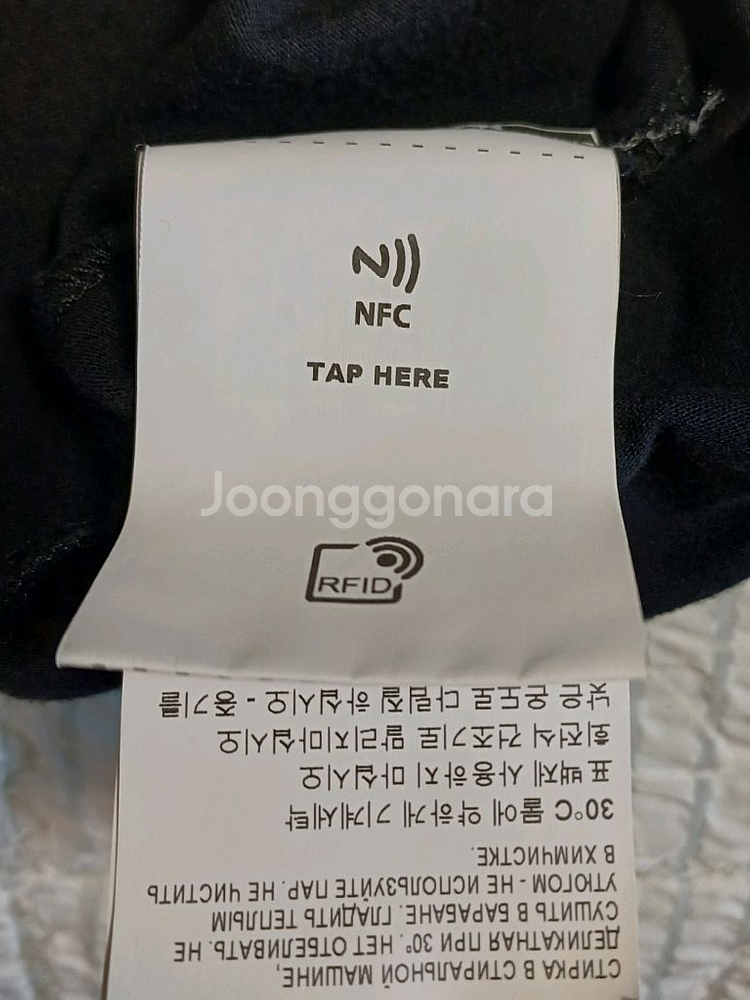 NFC
TAP HERE
Joonggonara
RFID
СТИРКА В СТИРАЛЬНОЙ МАШИНЕ,
ДЕЛИКАТНАЯ ПРИ 30°. НЕТ ОТБЕЛИВАТЬ. НЕ
СУШИТЬ В БАРАБАНЕ. ГЛАДИТЬ ТЕПЛЫМ
УТЮГОМ - НЕ ИСПОЛЬЗУЙТЕ ПАР. НЕ ЧИСТИТЬ
В ХИМЧИСТКЕ.
30°C 물에 약하게 기계세탁
표백제 사용하지 마십시오
회전식 건조기로 말리지마십시오
낮은 온도로 다림질 하십시오 - 증기를